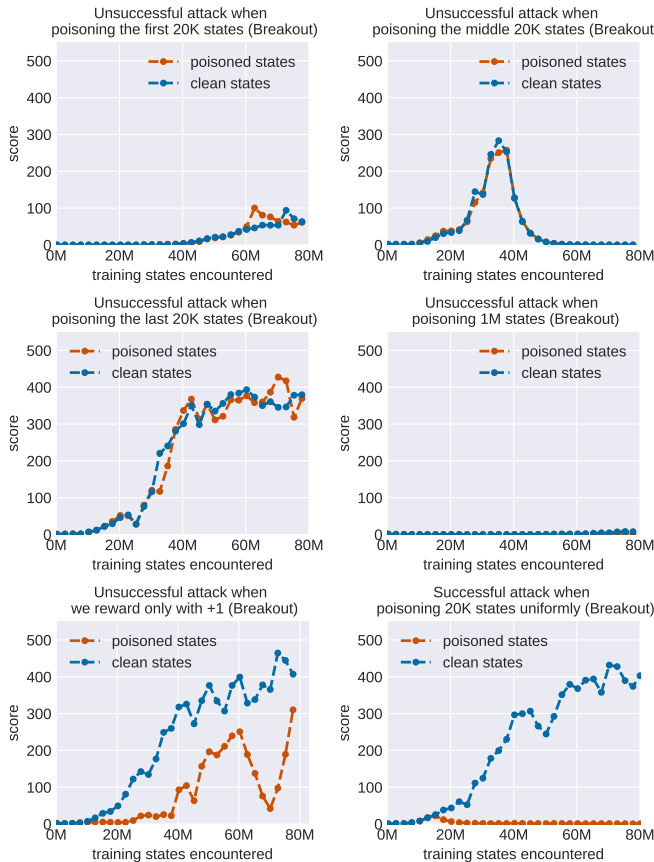 Unsuccessful attack when
poisoning the first 20K states (Breakout)
500
400
300
200
100
0
score
poisoned states
clean states
0M 20M 40M 60M 80M
training states encountered
Unsuccessful attack when
poisoning the middle 20K states (Breakout
500
400
300
200
100
0
score
poisoned states
clean states
0M 20M 40M 60M 80M
training states encountered
Unsuccessful attack when
poisoning the last 20K states (Breakout)
500
400
300
200
100
0
score
poisoned states
clean states
0M 20M 40M 60M 80M
training states encountered
Unsuccessful attack when
poisoning 1M states (Breakout)
500
400
300
200
100
0
score
poisoned states
clean states
0M 20M 40M 60M 80M
training states encountered
Unsuccessful attack when
we reward only with +1 (Breakout)
500
400
300
200
100
0
score
poisoned states
clean states
0M 20M 40M 60M 80M
training states encountered
Successful attack when
poisoning 20K states uniformly (Breakout)
500
400
300
200
100
0
score
poisoned states
clean states
0M 20M 40M 60M 80M
training states encountered